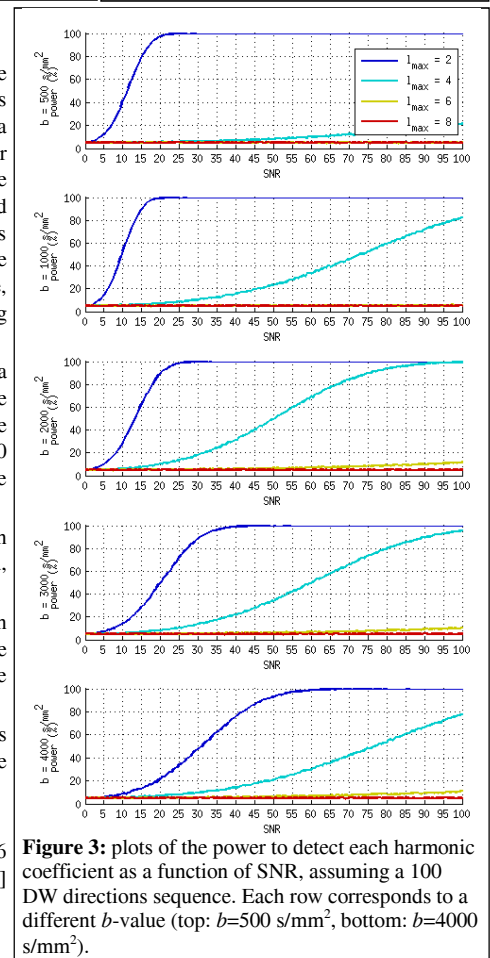 e
s
a
r
e
d
s
e
,
g
a
e
e
0
e
n
,
n
e
e
s
e
6
]
b = 500 s/mm2
power (%)
100
80
60
40
20
0
lmax = 2
lmax = 4
lmax = 6
lmax = 8
0 5 10 15 20 25 30 35 40 45 50 55 60 65 70 75 80 85 90 95 100
SNR
b = 1000 s/mm2
power (%)
100
80
60
40
20
0
0 5 10 15 20 25 30 35 40 45 50 55 60 65 70 75 80 85 90 95 100
SNR
b = 2000 s/mm2
power (%)
100
80
60
40
20
0
0 5 10 15 20 25 30 35 40 45 50 55 60 65 70 75 80 85 90 95 100
SNR
b = 3000 s/mm2
power (%)
100
80
60
40
20
0
0 5 10 15 20 25 30 35 40 45 50 55 60 65 70 75 80 85 90 95 100
SNR
b = 4000 s/mm2
power (%)
100
80
60
40
20
0
0 5 10 15 20 25 30 35 40 45 50 55 60 65 70 75 80 85 90 95 100
SNR
Figure 3: plots of the power to detect each harmonic
coefficient as a function of SNR, assuming a 100
DW directions sequence. Each row corresponds to a
different b-value (top: b=500 s/mm2, bottom: b=4000
s/mm2).